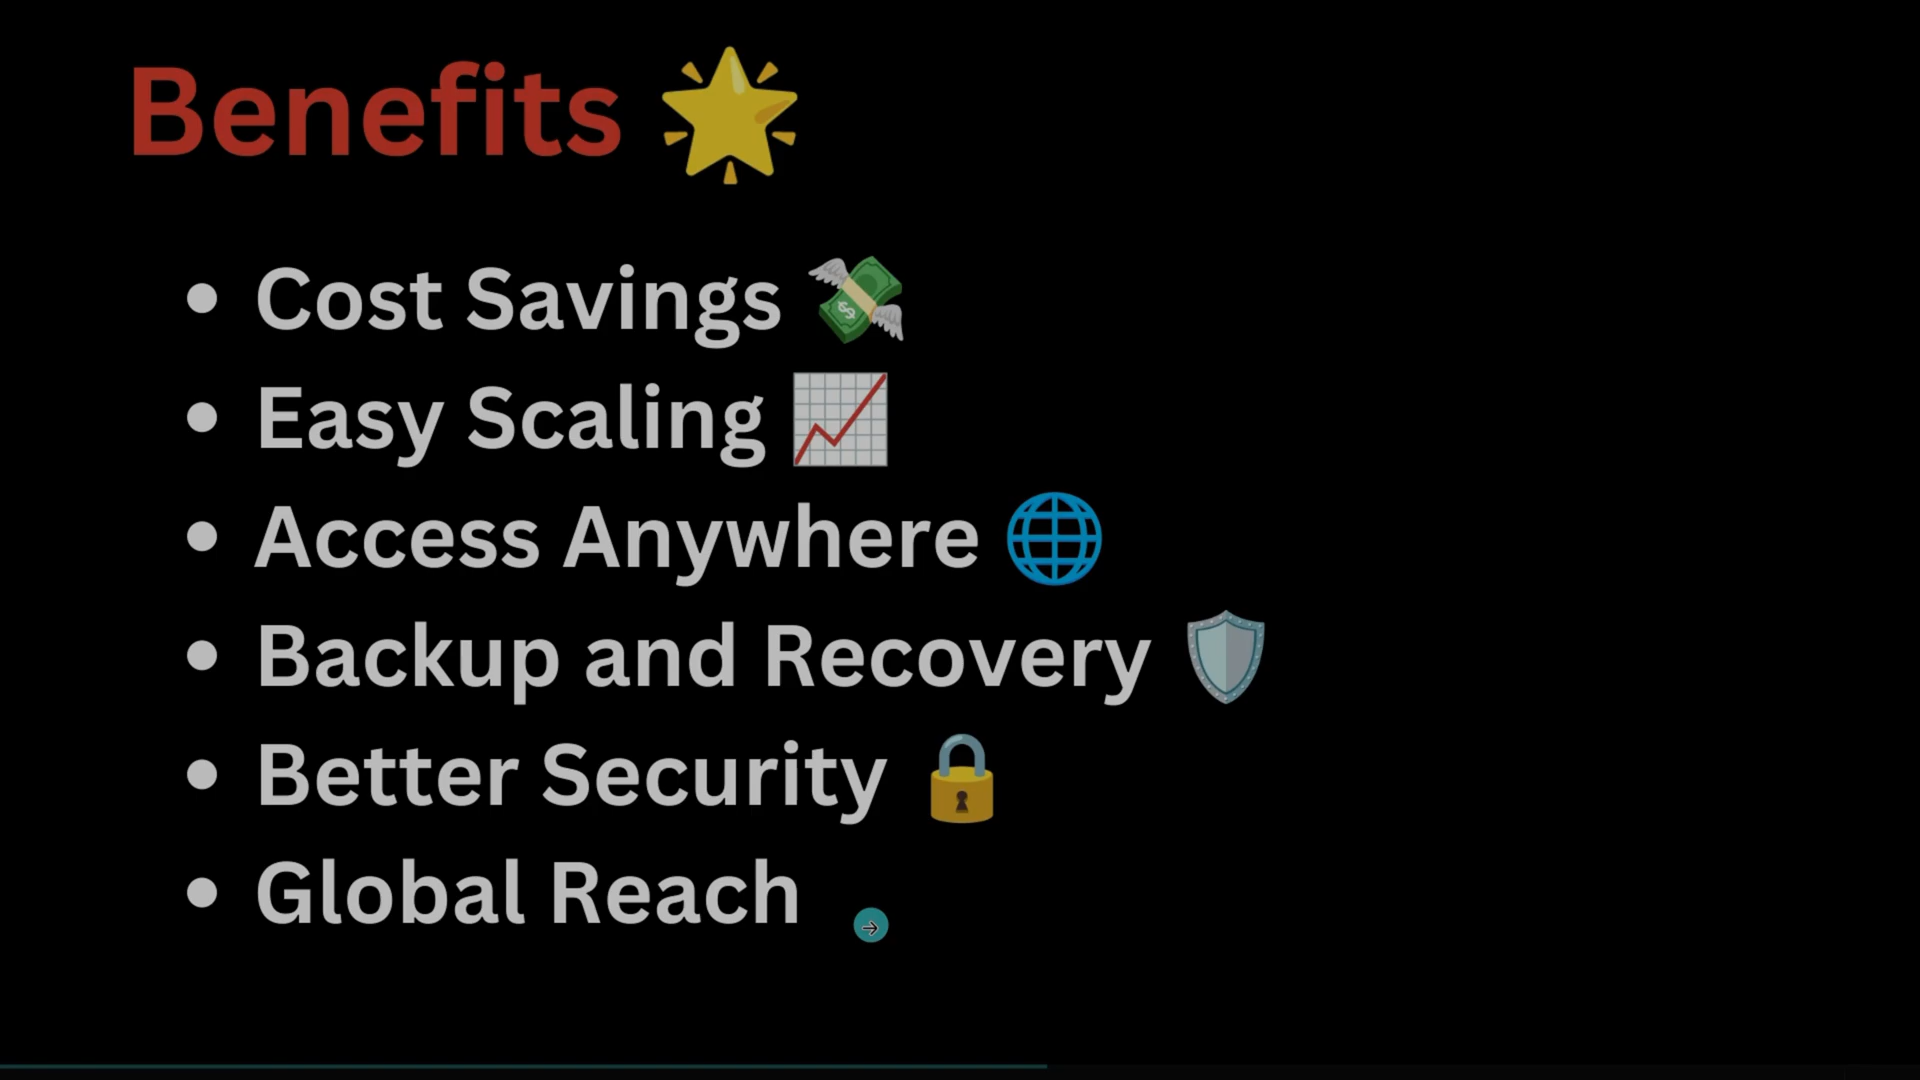 Benefits 🌟
• Cost Savings 💸
• Easy Scaling 📈
• Access Anywhere 🌐
• Backup and Recovery 🛡️
• Better Security 🔒
• Global Reach